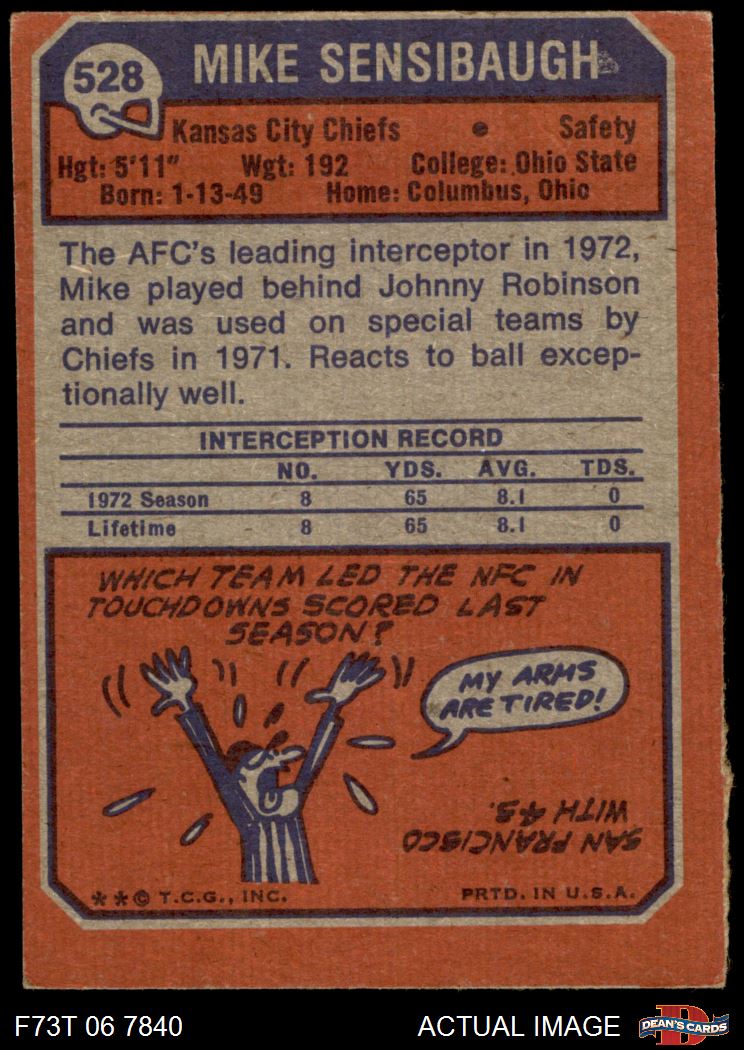 528
MIKE SENSIBAUGH
Kansas City Chiefs • Safety
Hgt: 5'11" Wgt: 192 College: Ohio State
Born: 1-13-49 Home: Columbus, Ohio
The AFC's leading interceptor in 1972,
Mike played behind Johnny Robinson
and was used on special teams by
Chiefs in 1971. Reacts to ball excep-
tionally well.
INTERCEPTION RECORD
NO. YDS. AVG. TDS.
1972 Season 8 65 8.1 0
Lifetime 8 65 8.1 0
WHICH TEAM LED THE NFC IN
TOUCHDOWNS SCORED LAST
SEASON?
MY ARMS
ARE TIRED!
SAN FRANCISCO
WITH 45.
**© T.C.G., INC. PRTD. IN U.S.A.
F73T 06 7840 ACTUAL IMAGE
D
DEAN'S CARDS